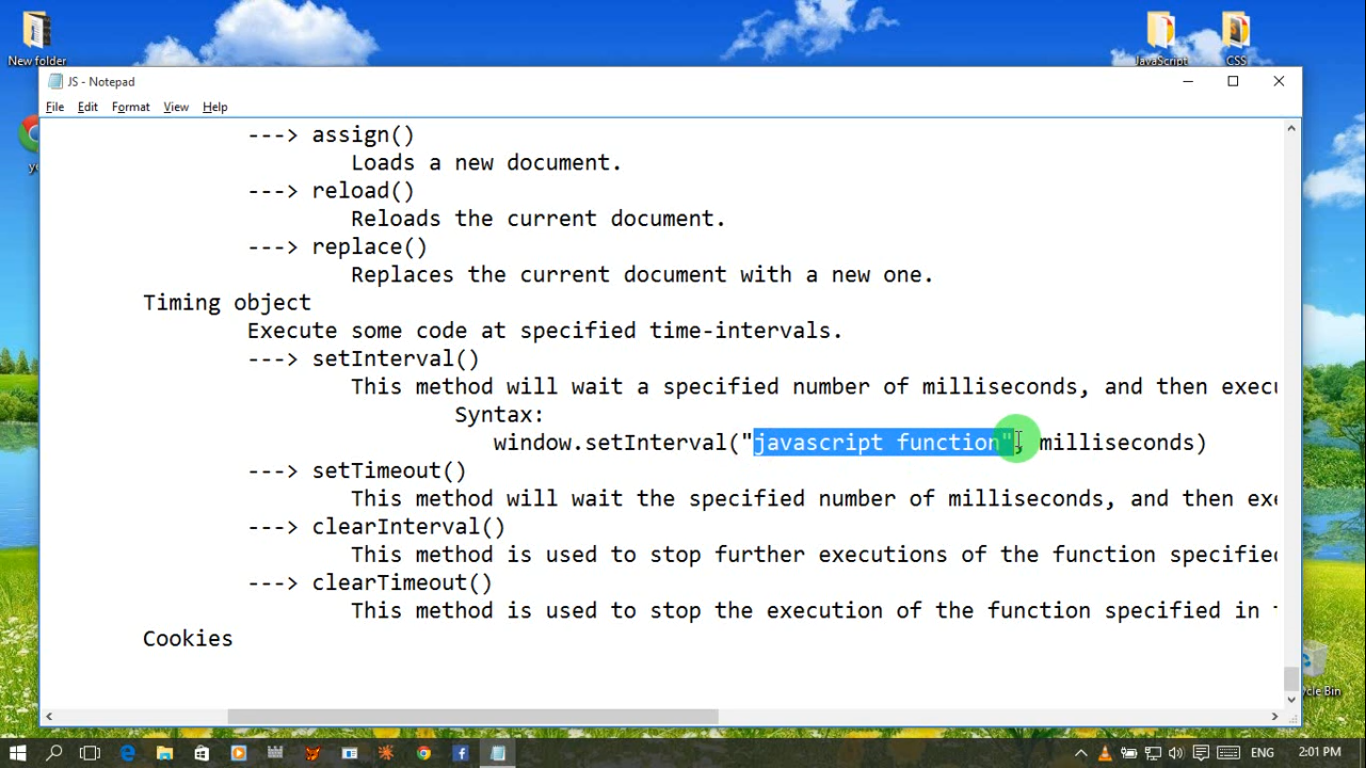 New folder
JavaScript
CSS
JS - Notepad
File Edit Format View Help
---> assign()
Loads a new document.
---> reload()
Reloads the current document.
---> replace()
Replaces the current document with a new one.
Timing object
Execute some code at specified time-intervals.
---> setInterval()
This method will wait a specified number of milliseconds, and then execu
Syntax:
window.setInterval("javascript function", milliseconds)
---> setTimeout()
This method will wait the specified number of milliseconds, and then exe
---> clearInterval()
This method is used to stop further executions of the function specified
---> clearTimeout()
This method is used to stop the execution of the function specified in
Cookies
cle Bin
ENG
2:01 PM